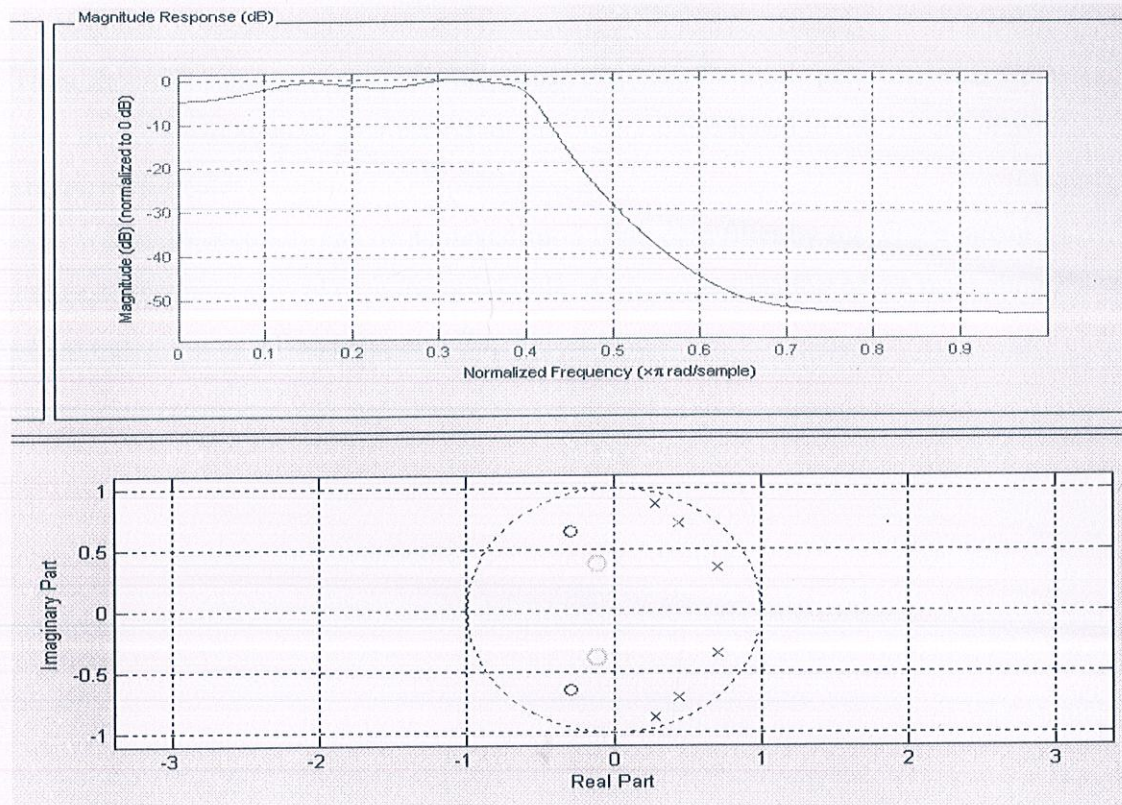 Magnitude Response (dB)
Magnitude (dB) (normalized to 0 dB)
0
-10
-20
-30
-40
-50
0 0.1 0.2 0.3 0.4 0.5 0.6 0.7 0.8 0.9
Normalized Frequency (×π rad/sample)
Imaginary Part
1
0.5
0
-0.5
-1
-3 -2 -1 0 1 2 3
Real Part